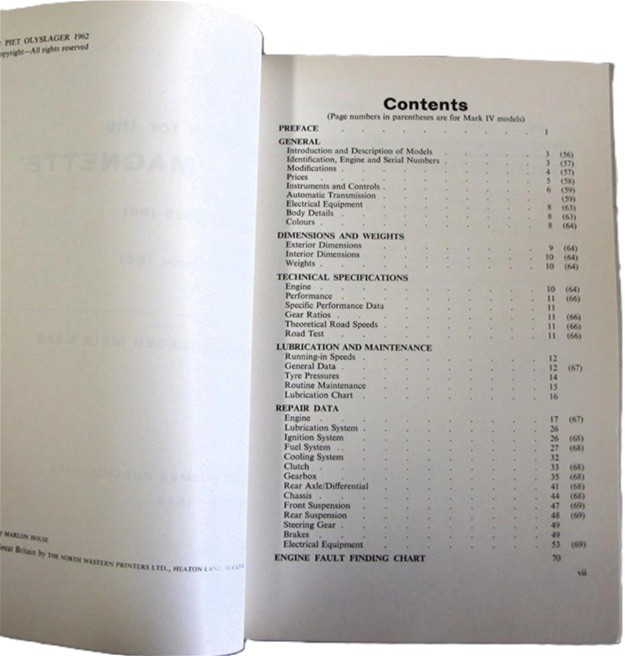 PIET OLYSLAGER 1962
copyright—All rights reserved
MARLON HOUSE
Great Britain by THE NORTH WESTERN PRINTERS LTD., HEATON
Contents
(Page numbers in parentheses are for Mark IV models)
PREFACE 1
GENERAL
Introduction and Description of Models 3 (56)
Identification, Engine and Serial Numbers 3 (57)
Modifications 4 (57)
Prices 5 (58)
Instruments and Controls 6 (59)
Automatic Transmission (59)
Electrical Equipment 8 (63)
Body Details 8 (63)
Colours 8 (64)
DIMENSIONS AND WEIGHTS
Exterior Dimensions 9 (64)
Interior Dimensions 10 (64)
Weights 10 (64)
TECHNICAL SPECIFICATIONS
Engine 10 (64)
Performance 11 (66)
Specific Performance Data 11
Gear Ratios 11 (66)
Theoretical Road Speeds 11 (66)
Road Test 11 (66)
LUBRICATION AND MAINTENANCE
Running-in Speeds 12
General Data 12 (67)
Tyre Pressures 14
Routine Maintenance 15
Lubrication Chart 16
REPAIR DATA
Engine 17 (67)
Lubrication System 26
Ignition System 26 (68)
Fuel System 27 (68)
Cooling System 32
Clutch 33 (68)
Gearbox 35 (68)
Rear Axle/Differential 41 (68)
Chassis 44 (68)
Front Suspension 47 (69)
Rear Suspension 48 (69)
Steering Gear 49
Brakes 49
Electrical Equipment 53 (69)
ENGINE FAULT FINDING CHART 70
vii